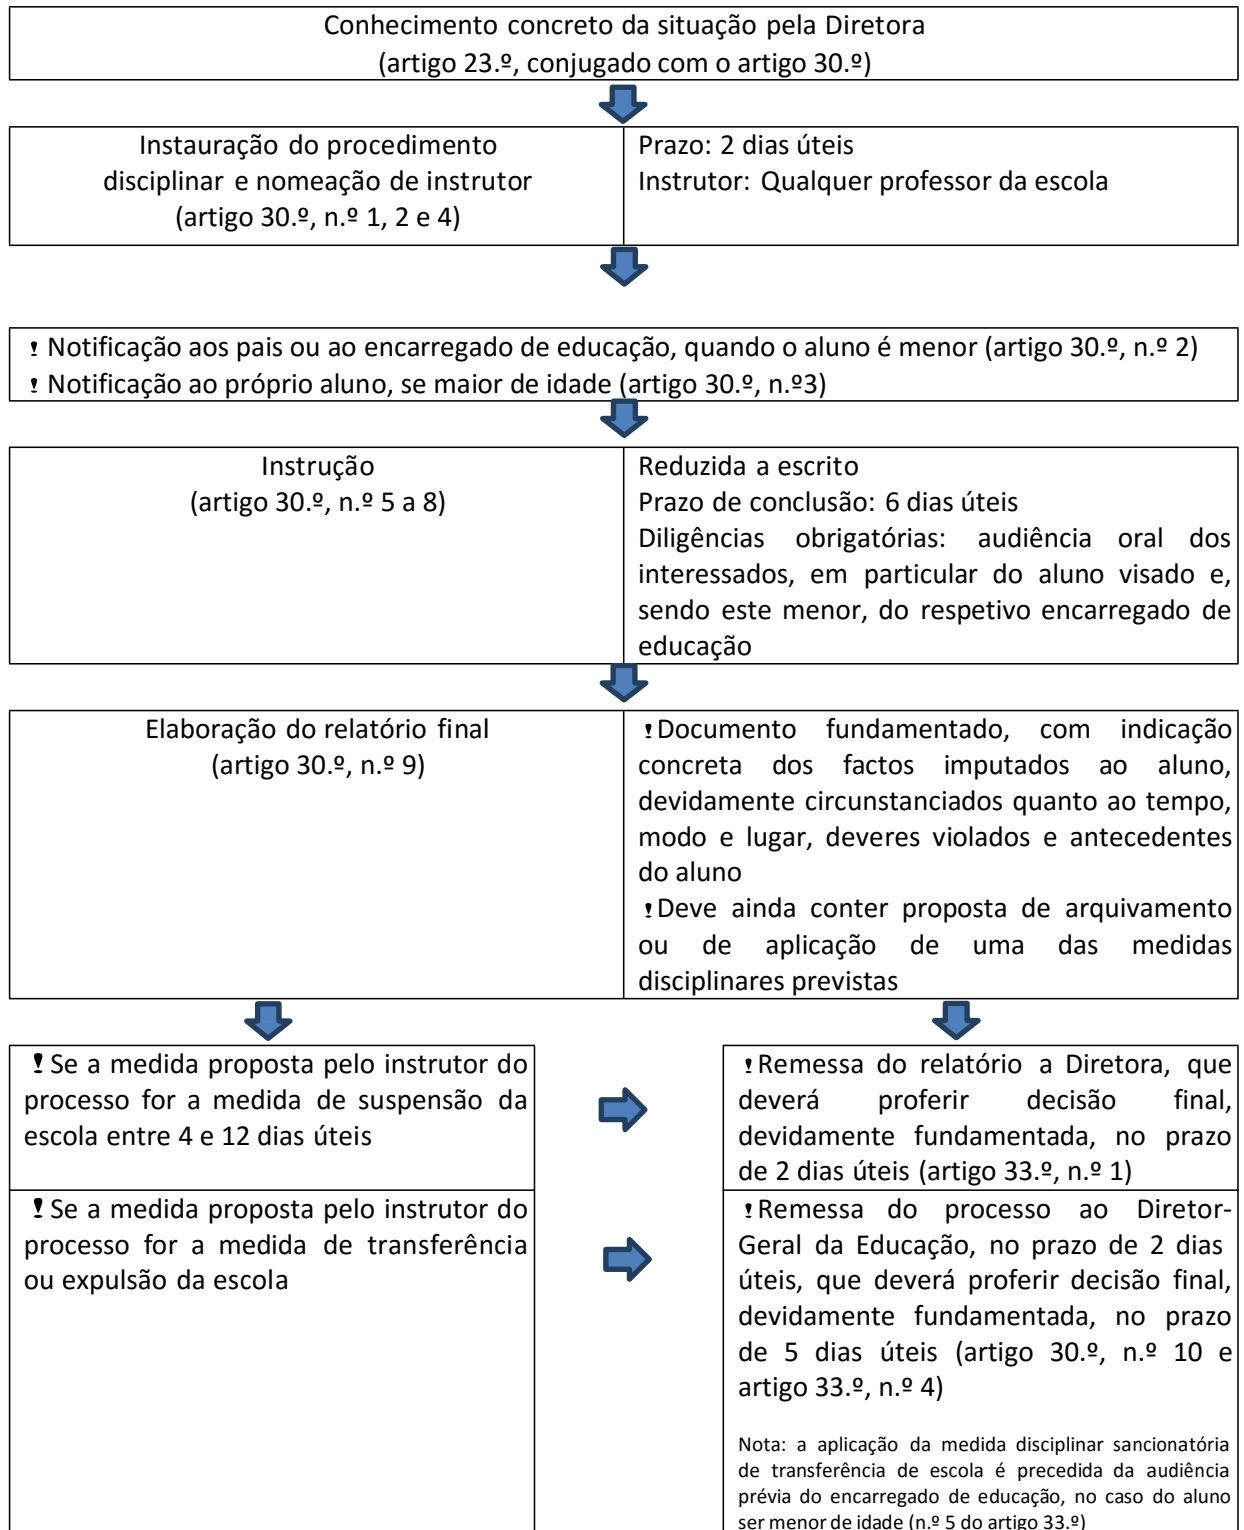 Conhecimento concreto da situação pela Diretora
(artigo 23.º, conjugado com o artigo 30.º)
Instauração do procedimento
disciplinar e nomeação de instrutor
(artigo 30.º, n.º 1, 2 e 4)
Prazo: 2 dias úteis
Instrutor: Qualquer professor da escola
! Notificação aos pais ou ao encarregado de educação, quando o aluno é menor (artigo 30.º, n.º 2)
! Notificação ao próprio aluno, se maior de idade (artigo 30.º, n.º3)
Instrução
(artigo 30.º, n.º 5 a 8)
Reduzida a escrito
Prazo de conclusão: 6 dias úteis
Diligências obrigatórias: audiência oral dos
interessados, em particular do aluno visado e,
sendo este menor, do respetivo encarregado de
educação
Elaboração do relatório final
(artigo 30.º, n.º 9)
! Documento fundamentado, com indicação
concreta dos factos imputados ao aluno,
devidamente circunstanciados quanto ao tempo,
modo e lugar, deveres violados e antecedentes
do aluno
! Deve ainda conter proposta de arquivamento
ou de aplicação de uma das medidas
disciplinares previstas
! Se a medida proposta pelo instrutor do
processo for a medida de suspensão da
escola entre 4 e 12 dias úteis
! Remessa do relatório a Diretora, que
deverá proferir decisão final,
devidamente fundamentada, no prazo
de 2 dias úteis (artigo 33.º, n.º 1)
! Se a medida proposta pelo instrutor do
processo for a medida de transferência
ou expulsão da escola
! Remessa do processo ao Diretor-
Geral da Educação, no prazo de 2 dias
úteis, que deverá proferir decisão final,
devidamente fundamentada, no prazo
de 5 dias úteis (artigo 30.º, n.º 10 e
artigo 33.º, n.º 4)
Nota: a aplicação da medida disciplinar sancionatória
de transferência de escola é precedida da audiência
prévia do encarregado de educação, no caso do aluno
ser menor de idade (n.º 5 do artigo 33.º)